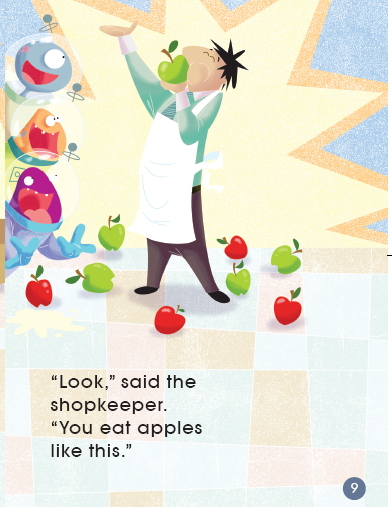 “Look,” said the
shopkeeper.
“You eat apples
like this.”
9